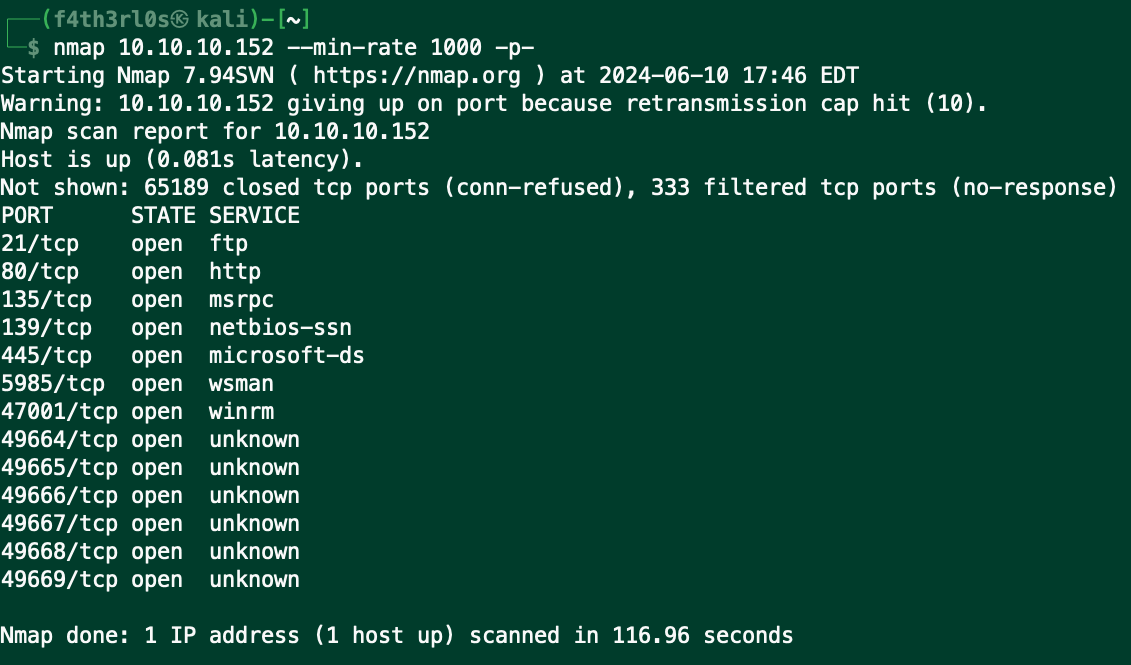 ┌──(f4th3rl0s㉿kali)-[~]
└─$ nmap 10.10.10.152 --min-rate 1000 -p-
Starting Nmap 7.94SVN ( https://nmap.org ) at 2024-06-10 17:46 EDT
Warning: 10.10.10.152 giving up on port because retransmission cap hit (10).
Nmap scan report for 10.10.10.152
Host is up (0.081s latency).
Not shown: 65189 closed tcp ports (conn-refused), 333 filtered tcp ports (no-response)
PORT      STATE SERVICE
21/tcp    open  ftp
80/tcp    open  http
135/tcp   open  msrpc
139/tcp   open  netbios-ssn
445/tcp   open  microsoft-ds
5985/tcp  open  wsman
47001/tcp open  winrm
49664/tcp open  unknown
49665/tcp open  unknown
49666/tcp open  unknown
49667/tcp open  unknown
49668/tcp open  unknown
49669/tcp open  unknown
Nmap done: 1 IP address (1 host up) scanned in 116.96 seconds